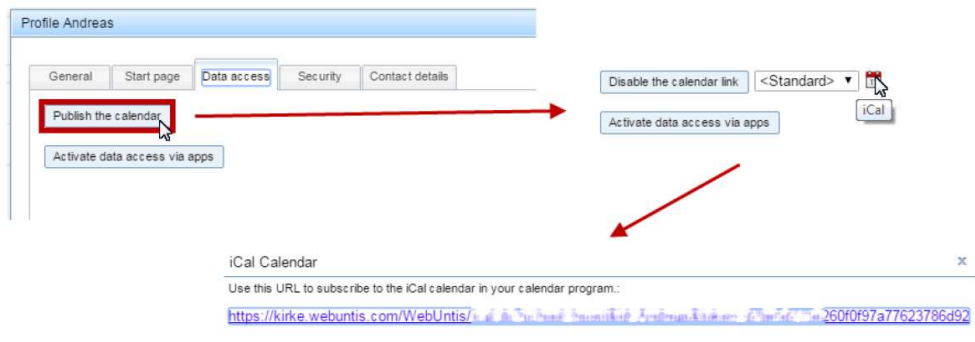 Profile Andreas
General Start page Data access Security Contact details
Publish the calendar
Activate data access via apps
Disable the calendar link <Standard>
iCal
Activate data access via apps
iCal Calendar x
Use this URL to subscribe to the iCal calendar in your calendar program.:
https://kirke.webuntis.com/WebUntis/ 260f0f97a77623786d92